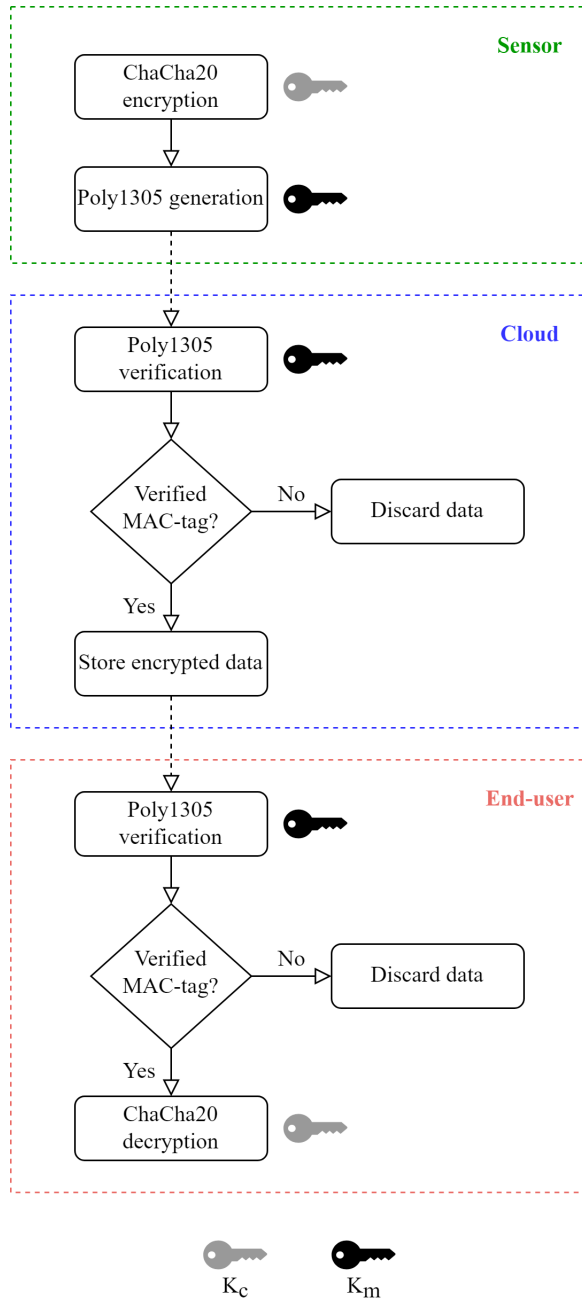 Sensor
ChaCha20
encryption
Poly1305 generation
Cloud
Poly1305
verification
Verified
MAC-tag?
No
Discard data
Yes
Store encrypted data
End-user
Poly1305
verification
Verified
MAC-tag?
No
Discard data
Yes
ChaCha20
decryption
Kc
Km